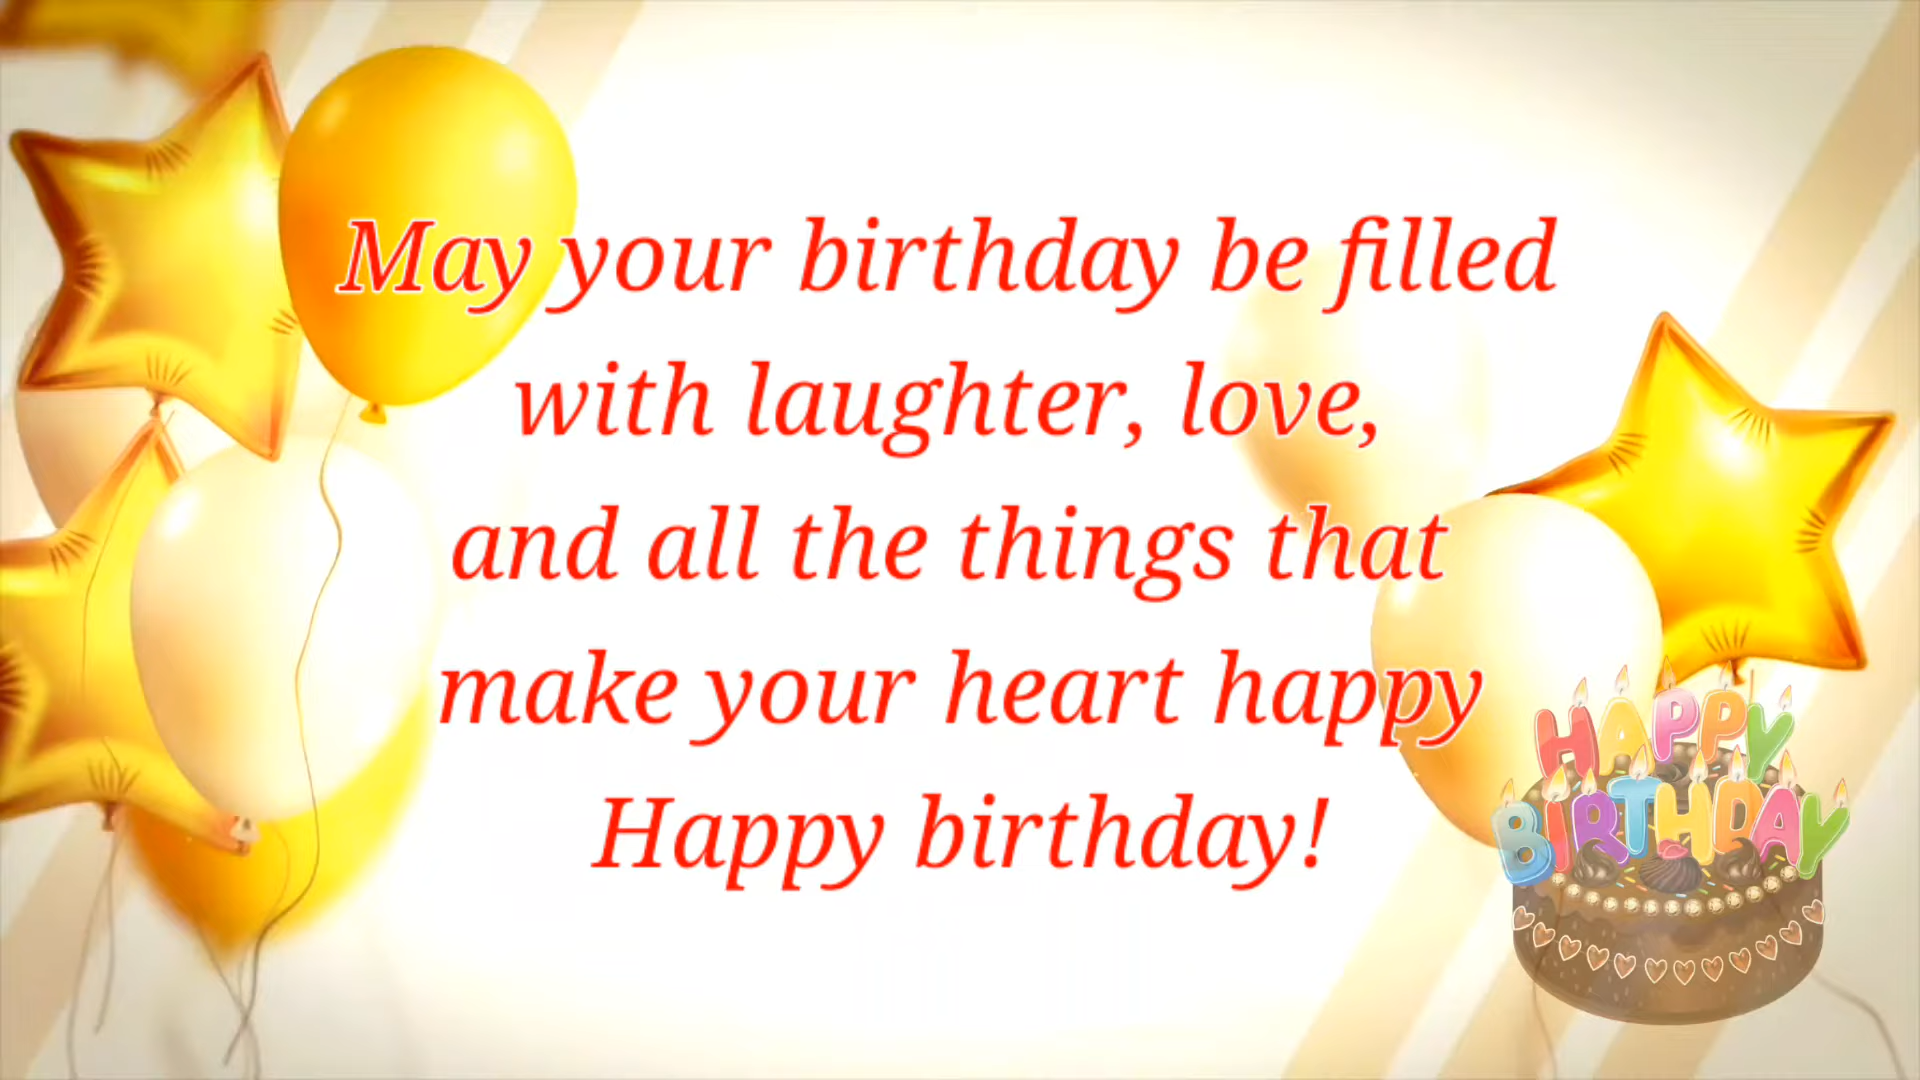 May your birthday be filled
with laughter, love,
and all the things that
make your heart happy
Happy birthday!
HAPPY
BIRTHDAY